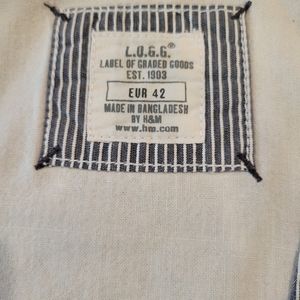 L.O.G.G.®
LABEL OF GRADED GOODS
EST. 1903
EUR 42
MADE IN BANGLADESH
BY H&M
www.hm.com